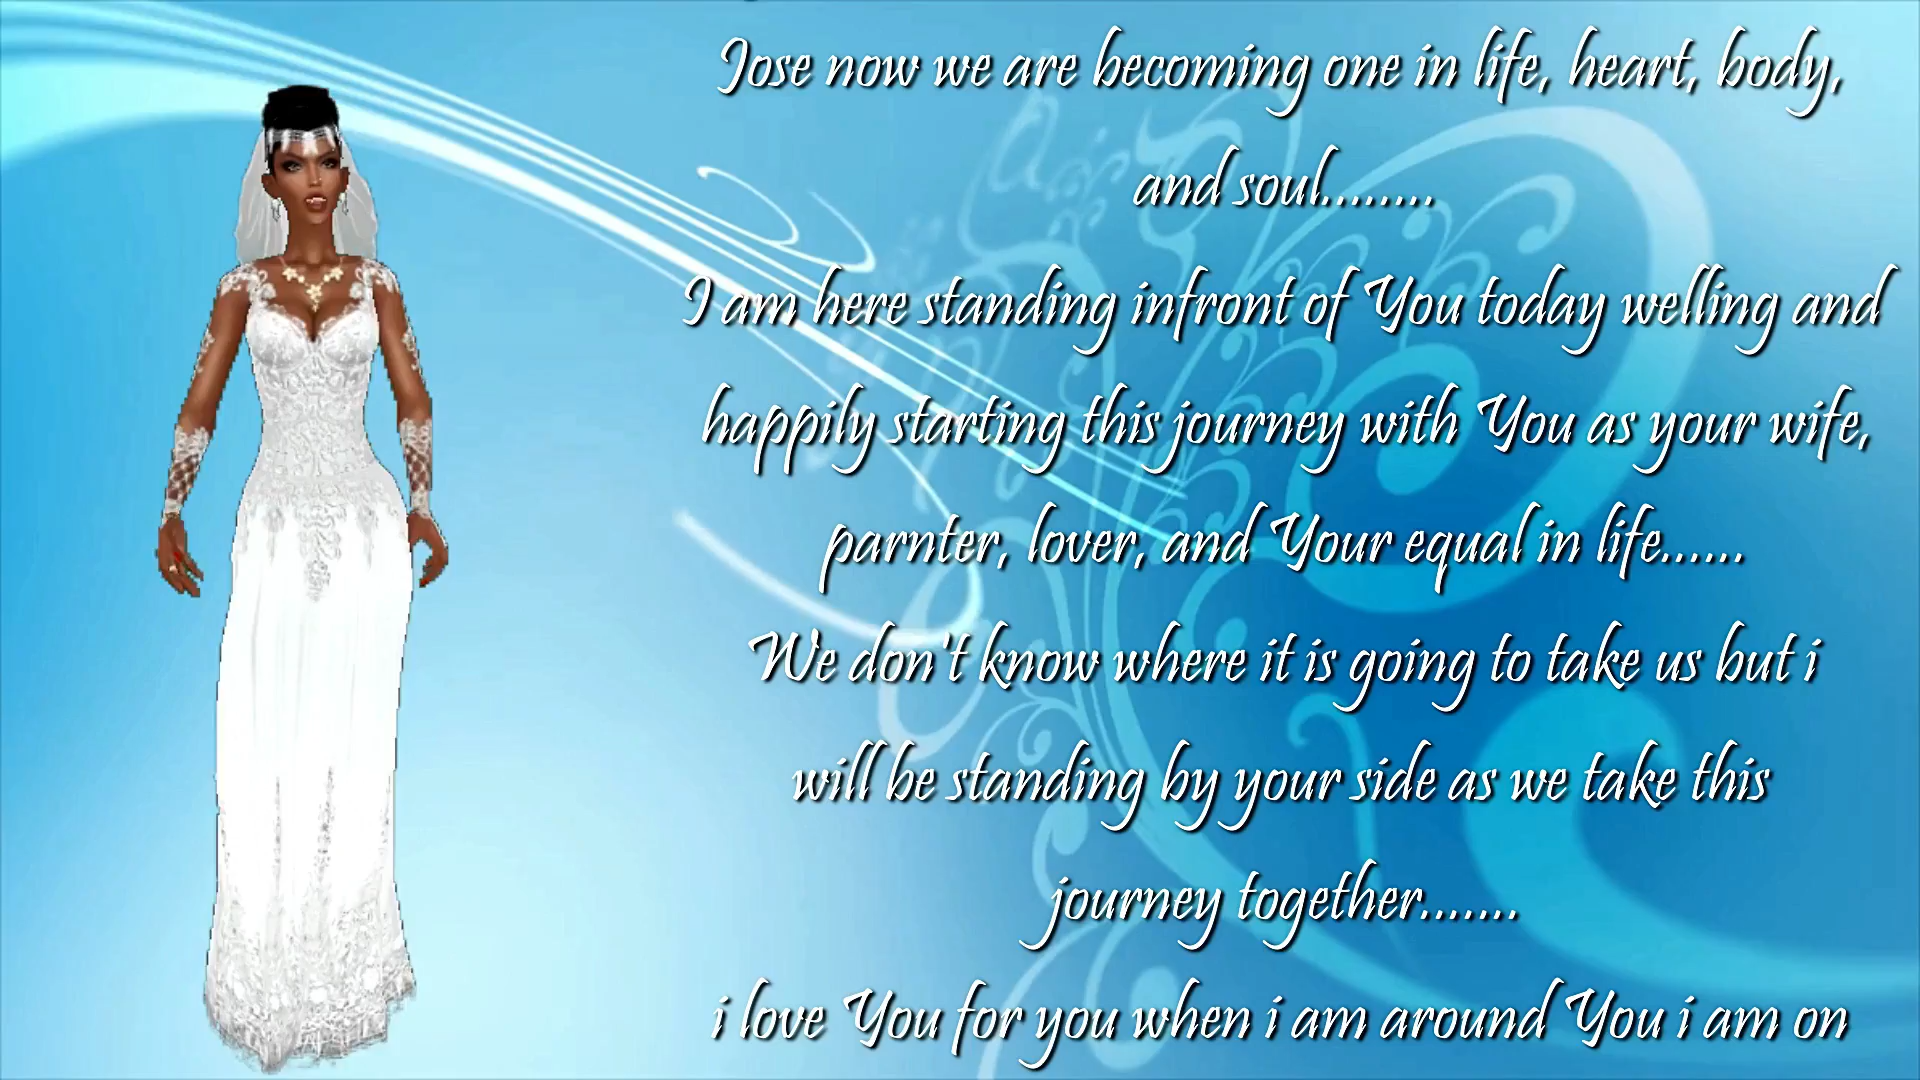 Jose now we are becoming one in life, heart, body,
and soul........
I am here standing infront of You today welling and
happily starting this journey with You as your wife,
parnter, lover, and Your equal in life......
We don't know where it is going to take us but i
will be standing by your side as we take this
journey together.......
i love You for you when i am around You i am on